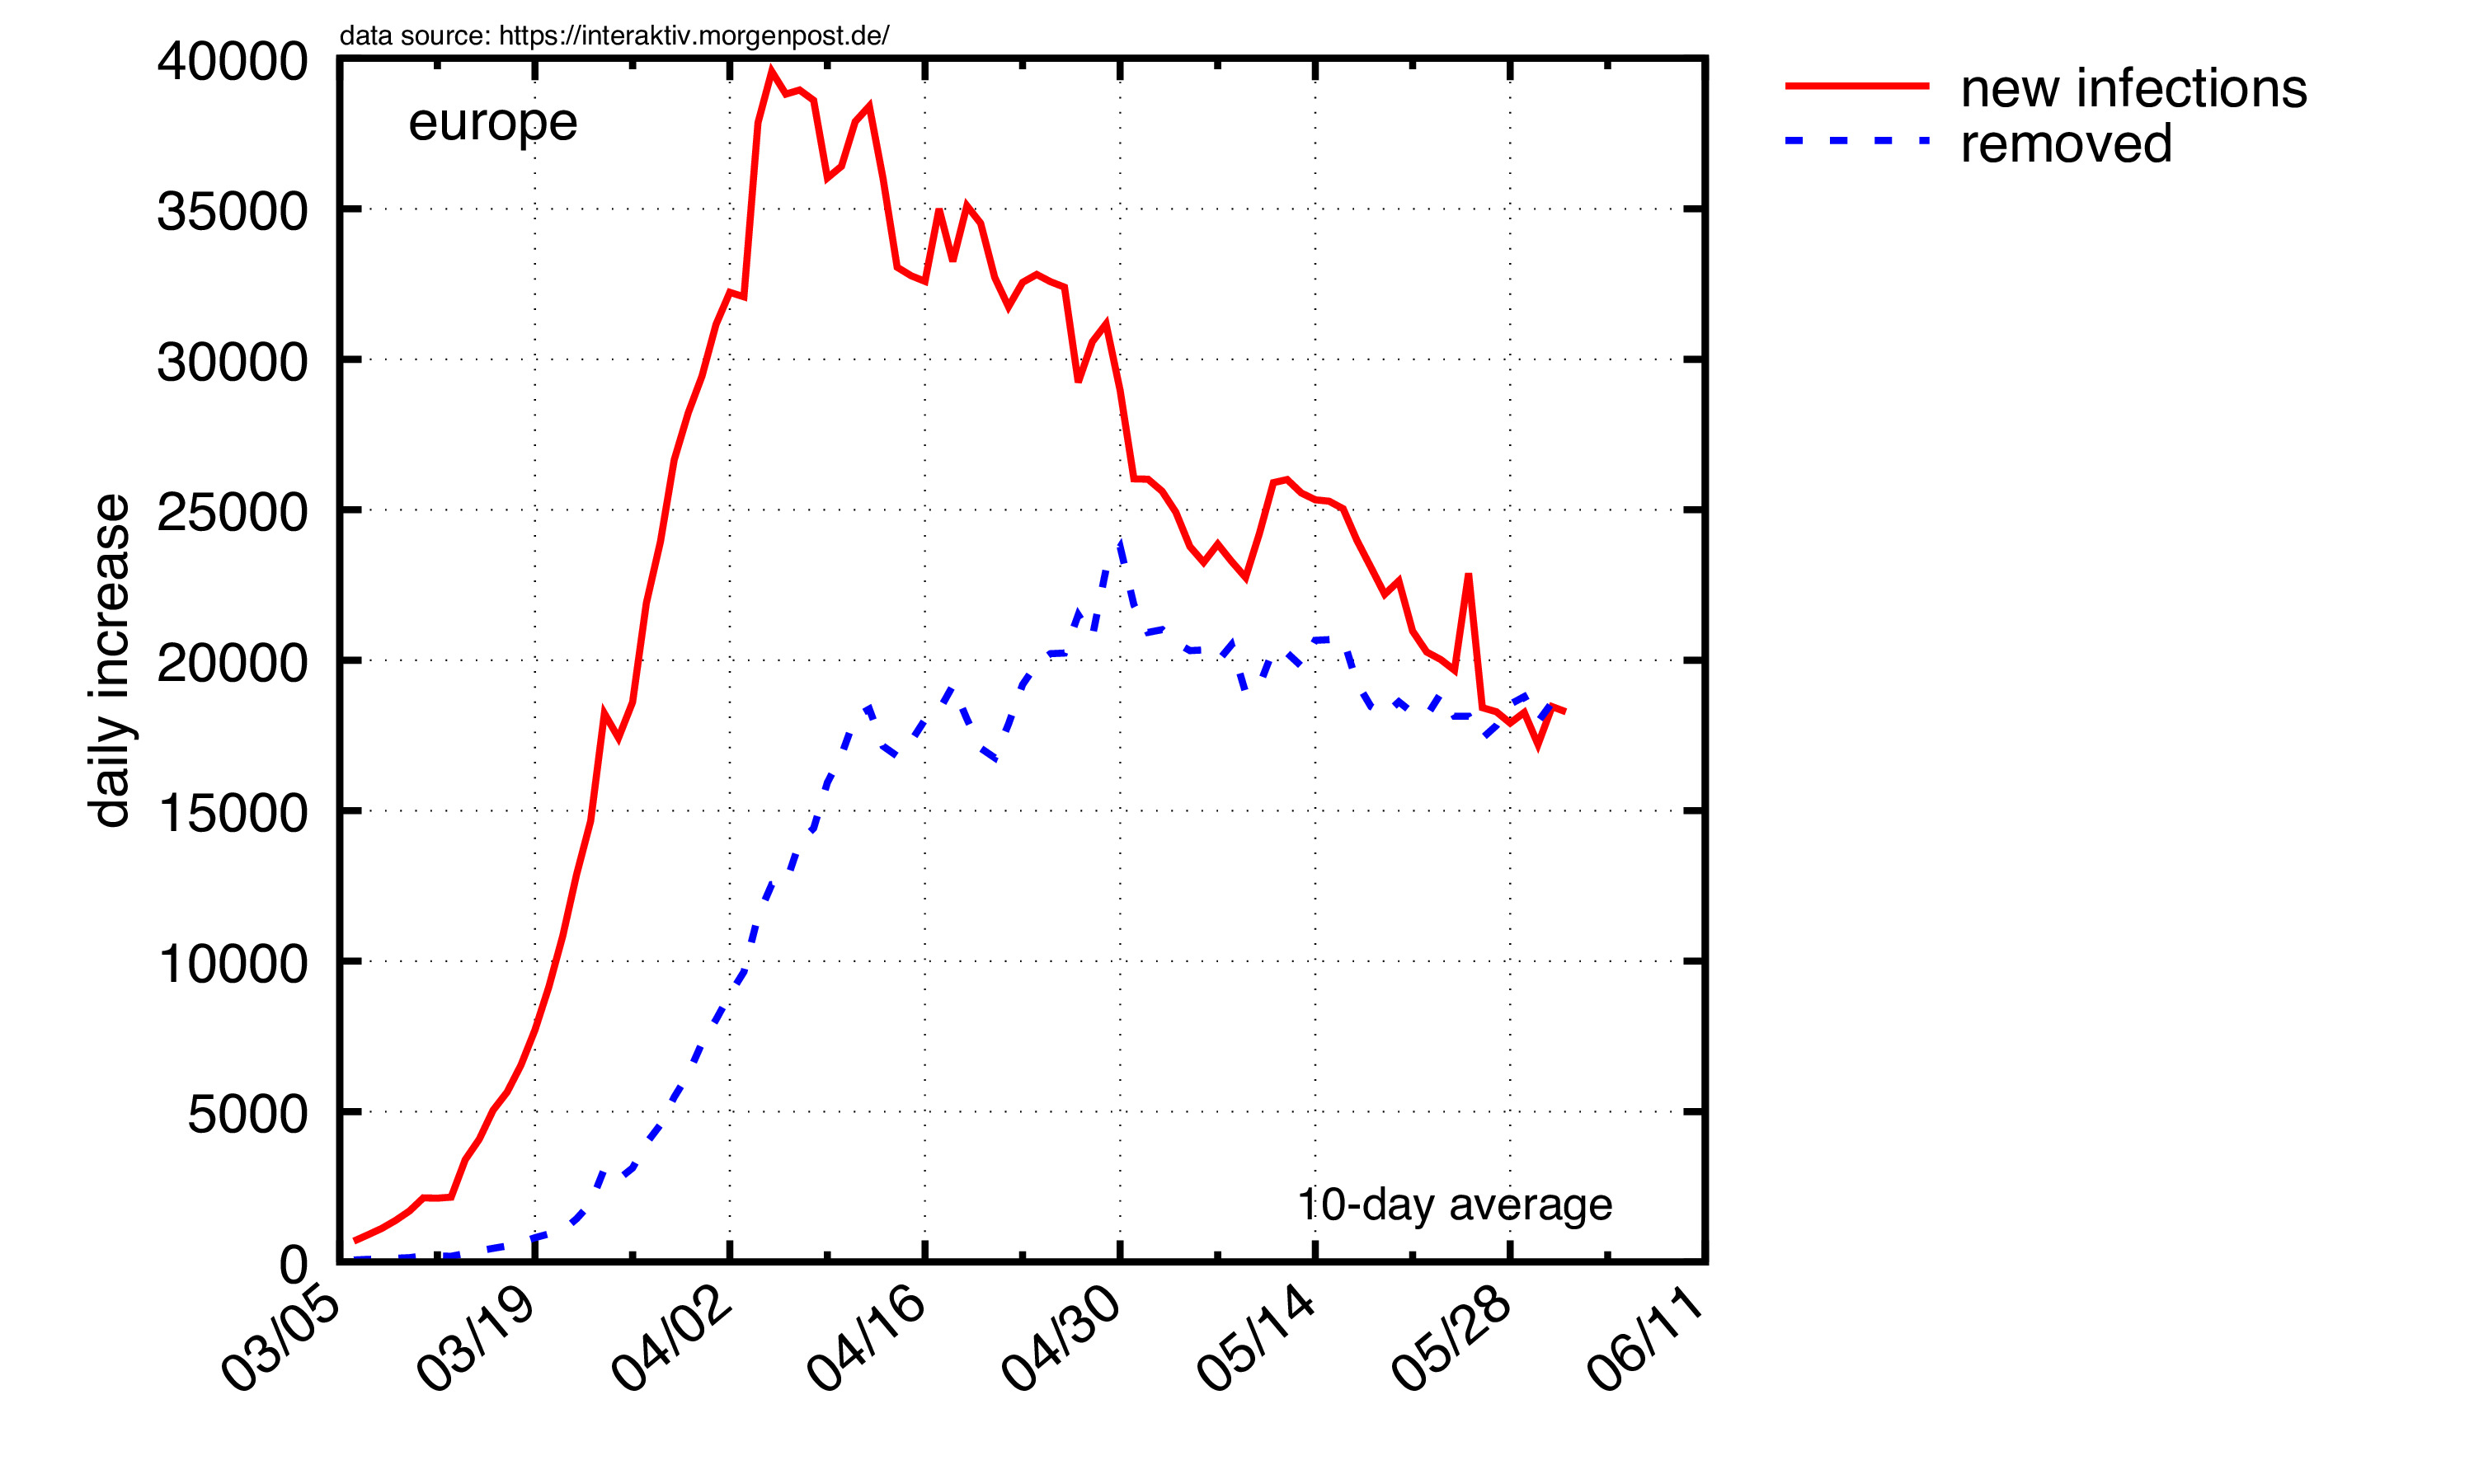 data source: https://interaktiv.morgenpost.de/
europe
new infections
removed
daily increase
40000
35000
30000
25000
20000
15000
10000
5000
0
10-day average
03/05
03/19
04/02
04/16
04/30
05/14
05/28
06/11